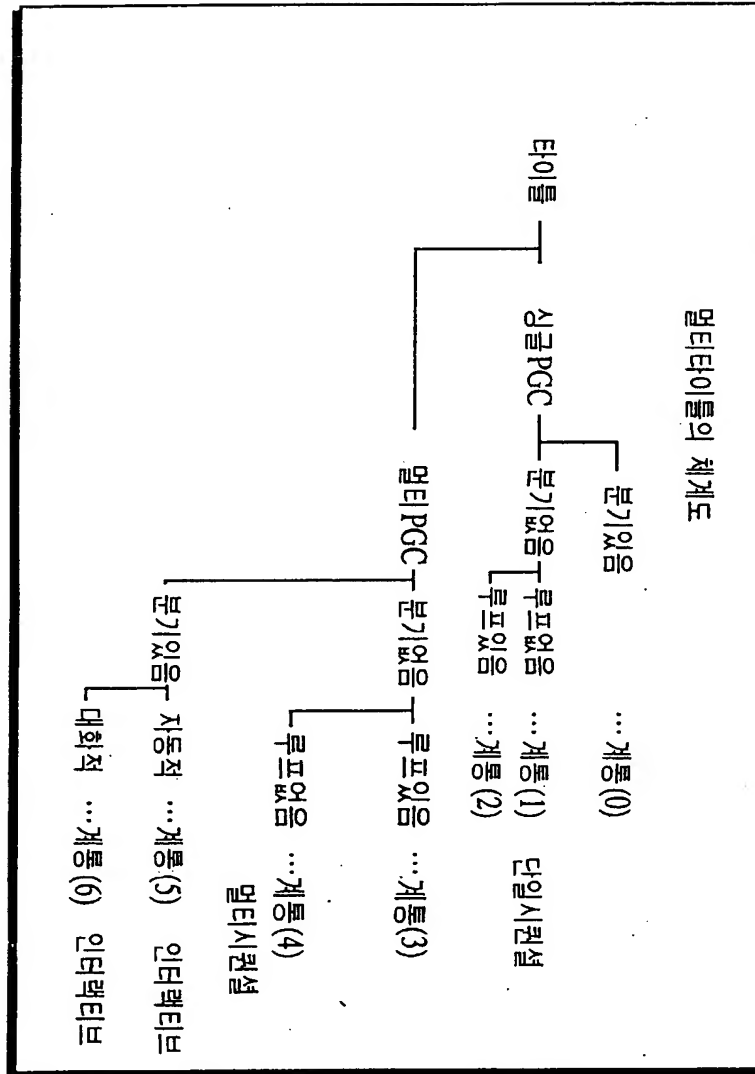 멀티타이틀의 체계도
분기있음 …계통(0)
타이틀 싱글PGC 분기없음 루프없음 …계통(1) 단일시퀀셜
루프있음 …계통(2)
멀티PGC 분기없음 루프있음 …계통(3)
루프없음 …계통(4)
멀티시퀀셜
분기있음 자동적 …계통(5) 인터랙티브
대화적 …계통(6) 인터랙티브